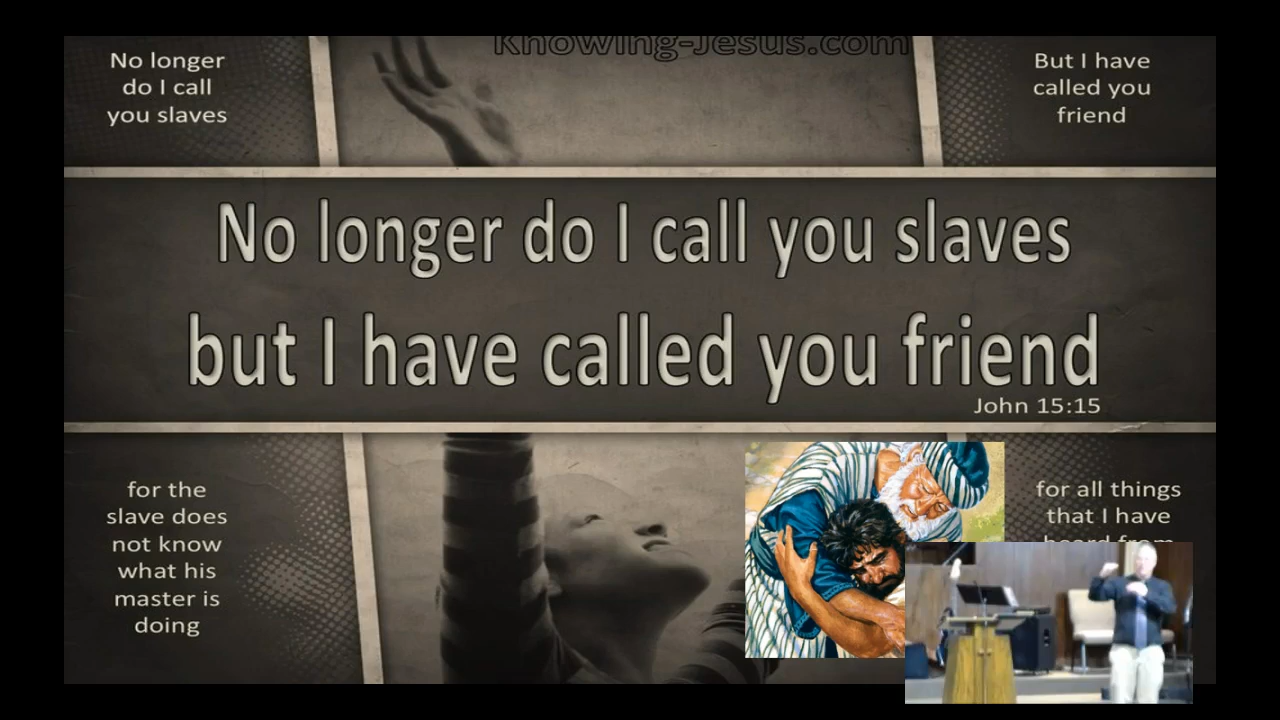 Knowing-Jesus.com
No longer
do I call
you slaves
But I have
called you
friend
No longer do I call you slaves
but I have called you friend
John 15:15
for the
slave does
not know
what his
master is
doing
for all things
that I have
heard from